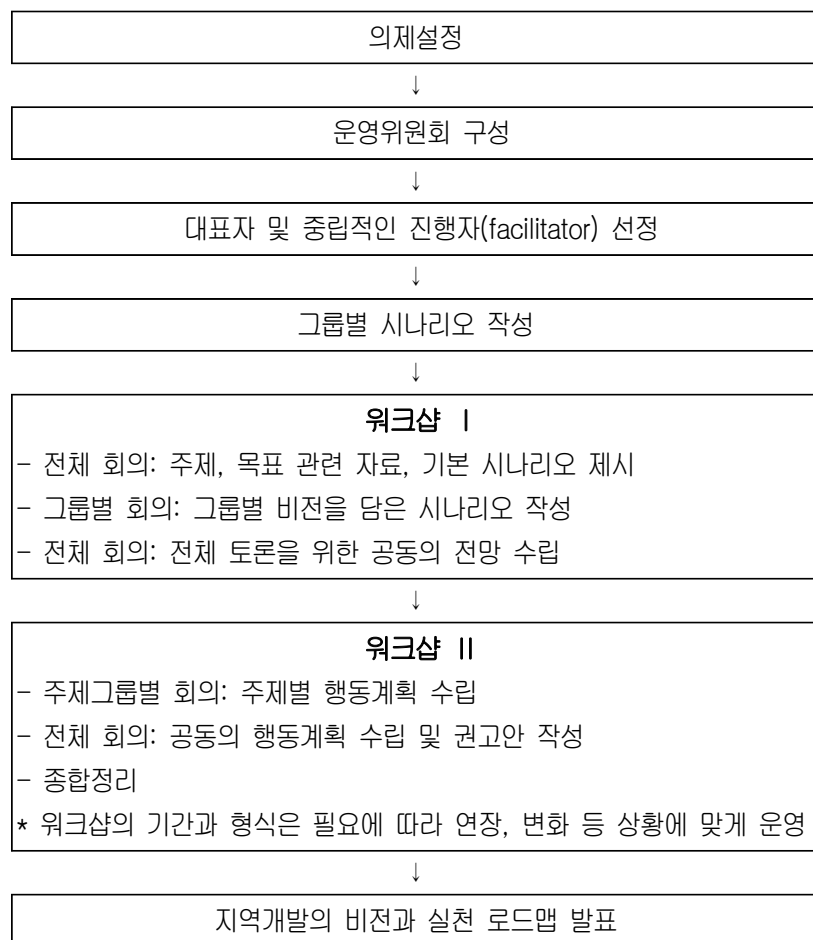 의제설정
↓
운영위원회 구성
↓
대표자 및 중립적인 진행자(facilitator) 선정
↓
그룹별 시나리오 작성
↓
워크샵 Ⅰ
- 전체 회의: 주제, 목표 관련 자료, 기본 시나리오 제시
- 그룹별 회의: 그룹별 비전을 담은 시나리오 작성
- 전체 회의: 전체 토론을 위한 공동의 전망 수립
↓
워크샵 Ⅱ
- 주제그룹별 회의: 주제별 행동계획 수립
- 전체 회의: 공동의 행동계획 수립 및 권고안 작성
- 종합정리
* 워크샵의 기간과 형식은 필요에 따라 연장, 변화 등 상황에 맞게 운영
↓
지역개발의 비전과 실천 로드맵 발표